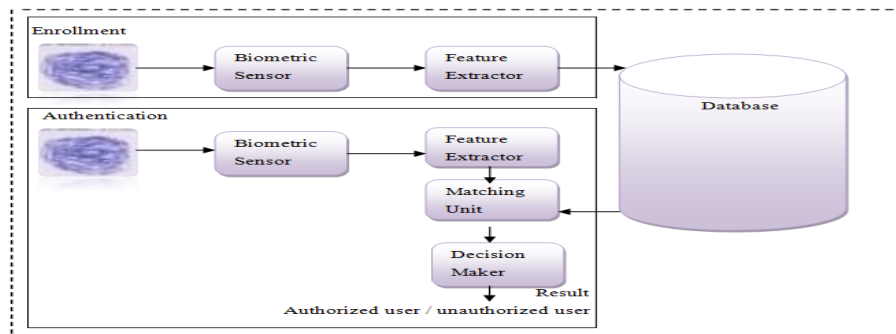 Enrollment
Biometric
Sensor
Feature
Extractor
Database
Authentication
Biometric
Sensor
Feature
Extractor
Matching
Unit
Decision
Maker
Result
Authorized user / unauthorized user